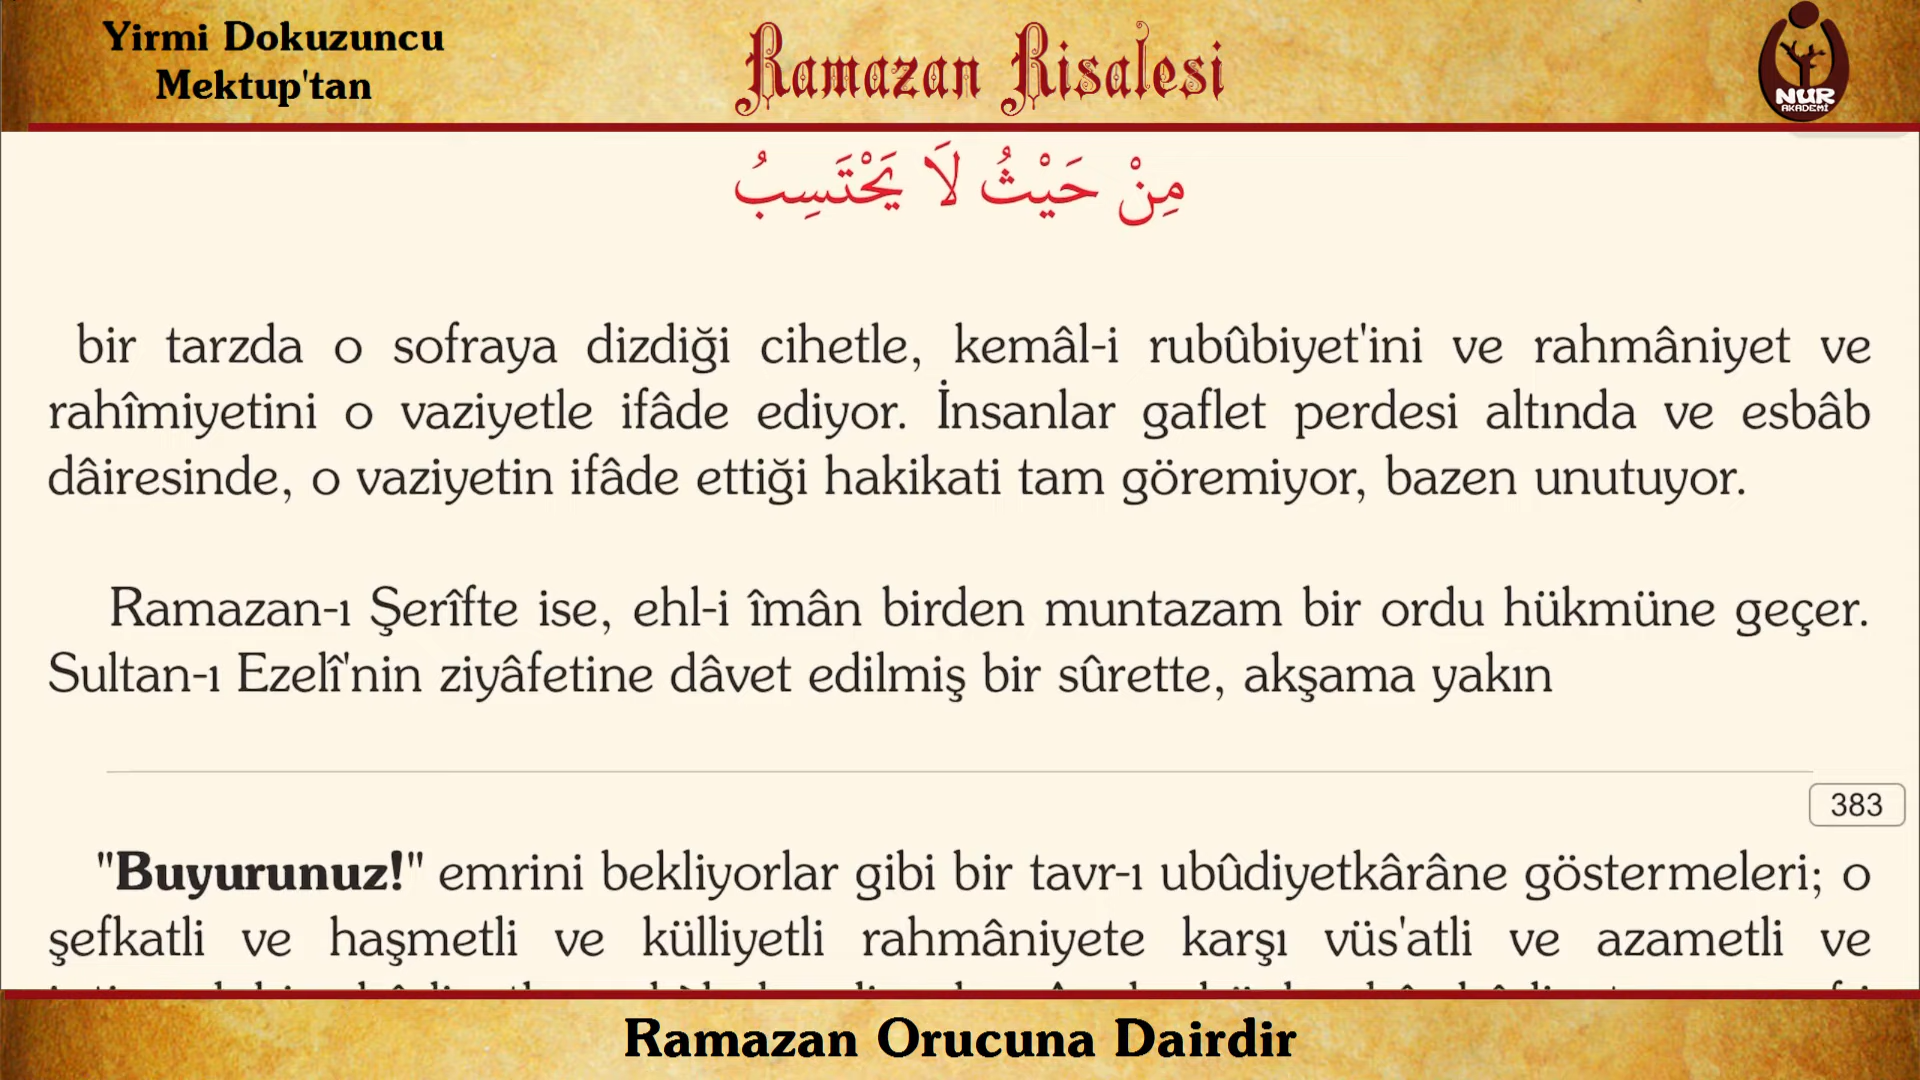 Yirmi Dokuzuncu
Mektup'tan
Ramazan Risalesi
NUR
AKADEMİ
مِنْ حَيْثُ لَا يَحْتَسِبُ
bir tarzda o sofraya dizdiği cihetle, kemâl-i rubûbiyet'ini ve rahmâniyet ve
rahîmiyetini o vaziyetle ifâde ediyor. İnsanlar gaflet perdesi altında ve esbâb
dâiresinde, o vaziyetin ifâde ettiği hakikati tam göremiyor, bazen unutuyor.
Ramazan-ı Şerîfte ise, ehl-i îmân birden muntazam bir ordu hükmüne geçer.
Sultan-ı Ezelî'nin ziyâfetine dâvet edilmiş bir sûrette, akşama yakın
383
"Buyurunuz!" emrini bekliyorlar gibi bir tavr-ı ubûdiyetkârâne göstermeleri; o
şefkatli ve haşmetli ve külliyetli rahmâniyete karşı vüs'atli ve azametli ve
Ramazan Orucuna Dairdir